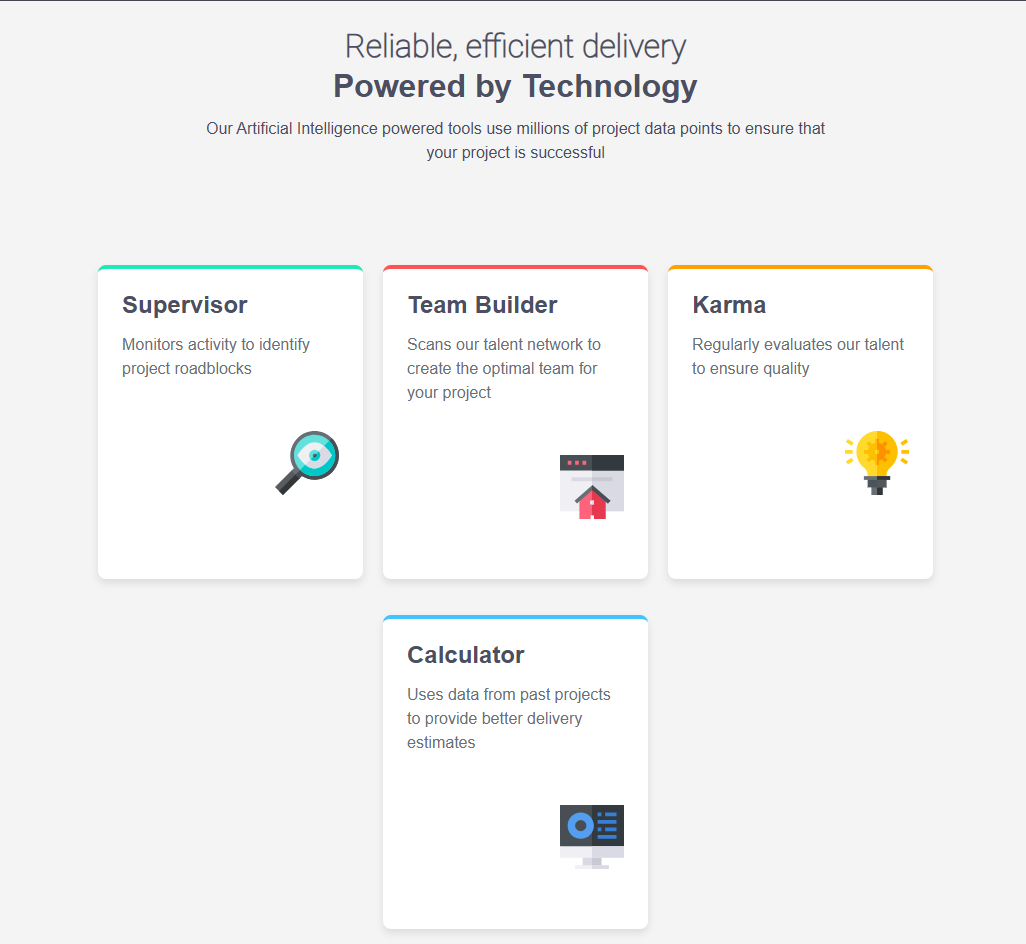 Reliable, efficient delivery
Powered by Technology
Our Artificial Intelligence powered tools use millions of project data points to ensure that
your project is successful
Supervisor
Monitors activity to identify
project roadblocks
Team Builder
Scans our talent network to
create the optimal team for
your project
Karma
Regularly evaluates our talent
to ensure quality
Calculator
Uses data from past projects
to provide better delivery
estimates